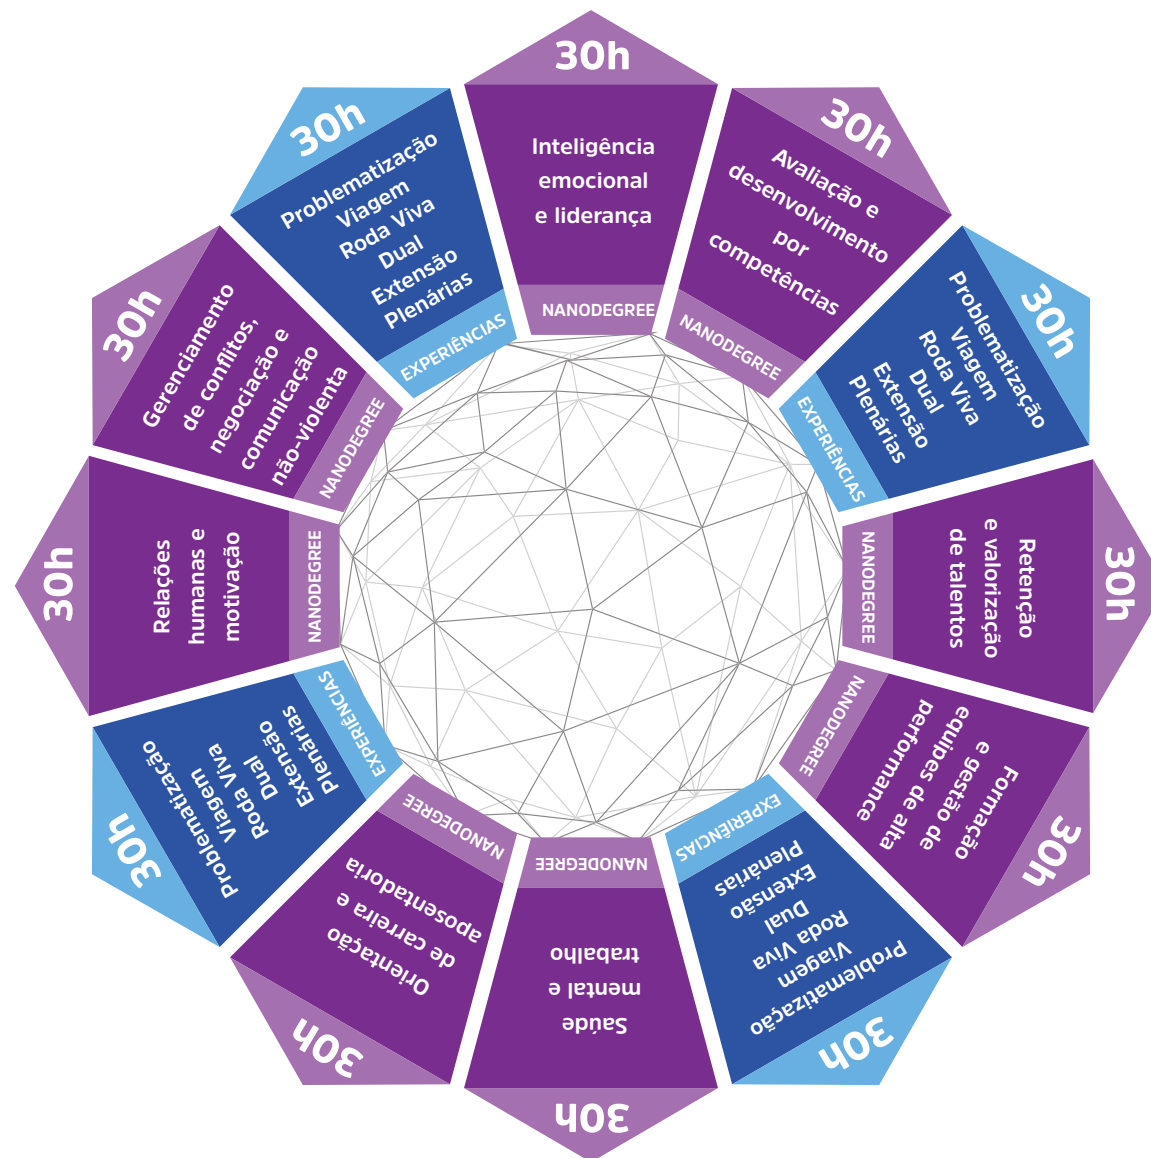 30h
Inteligência
emocional
e liderança
NANODEGREE
30h
Avaliação e
desenvolvimento
por
competências
NANODEGREE
30h
Problematização
Viagem
Roda Viva
Dual
Extensão
Plenárias
EXPERIÊNCIAS
30h
Retenção
e valorização
de talentos
NANODEGREE
30h
Formação
e gestão de
equipes de alta
performance
NANODEGREE
30h
Problematização
Viagem
Roda Viva
Dual
Extensão
Plenárias
EXPERIÊNCIAS
30h
Saúde
mental e
trabalho
NANODEGREE
30h
Orientação
de carreira e
aposentadoria
NANODEGREE
30h
Problematização
Viagem
Roda Viva
Dual
Extensão
Plenárias
EXPERIÊNCIAS
30h
Relações
humanas e
motivação
NANODEGREE
30h
Gerenciamento
de conflitos,
negociação e
comunicação
não-violenta
NANODEGREE
30h
Problematização
Viagem
Roda Viva
Dual
Extensão
Plenárias
EXPERIÊNCIAS